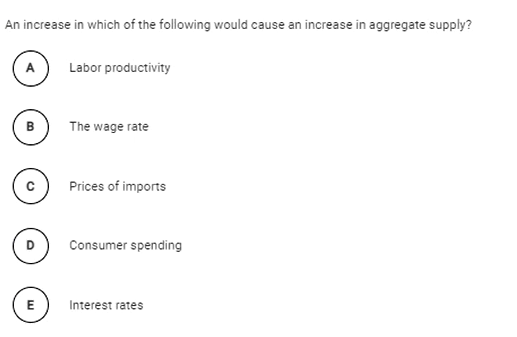 An increase in which of the following would cause an increase in aggregate supply?
A Labor productivity
B The wage rate
C Prices of imports
D Consumer spending
E Interest rates